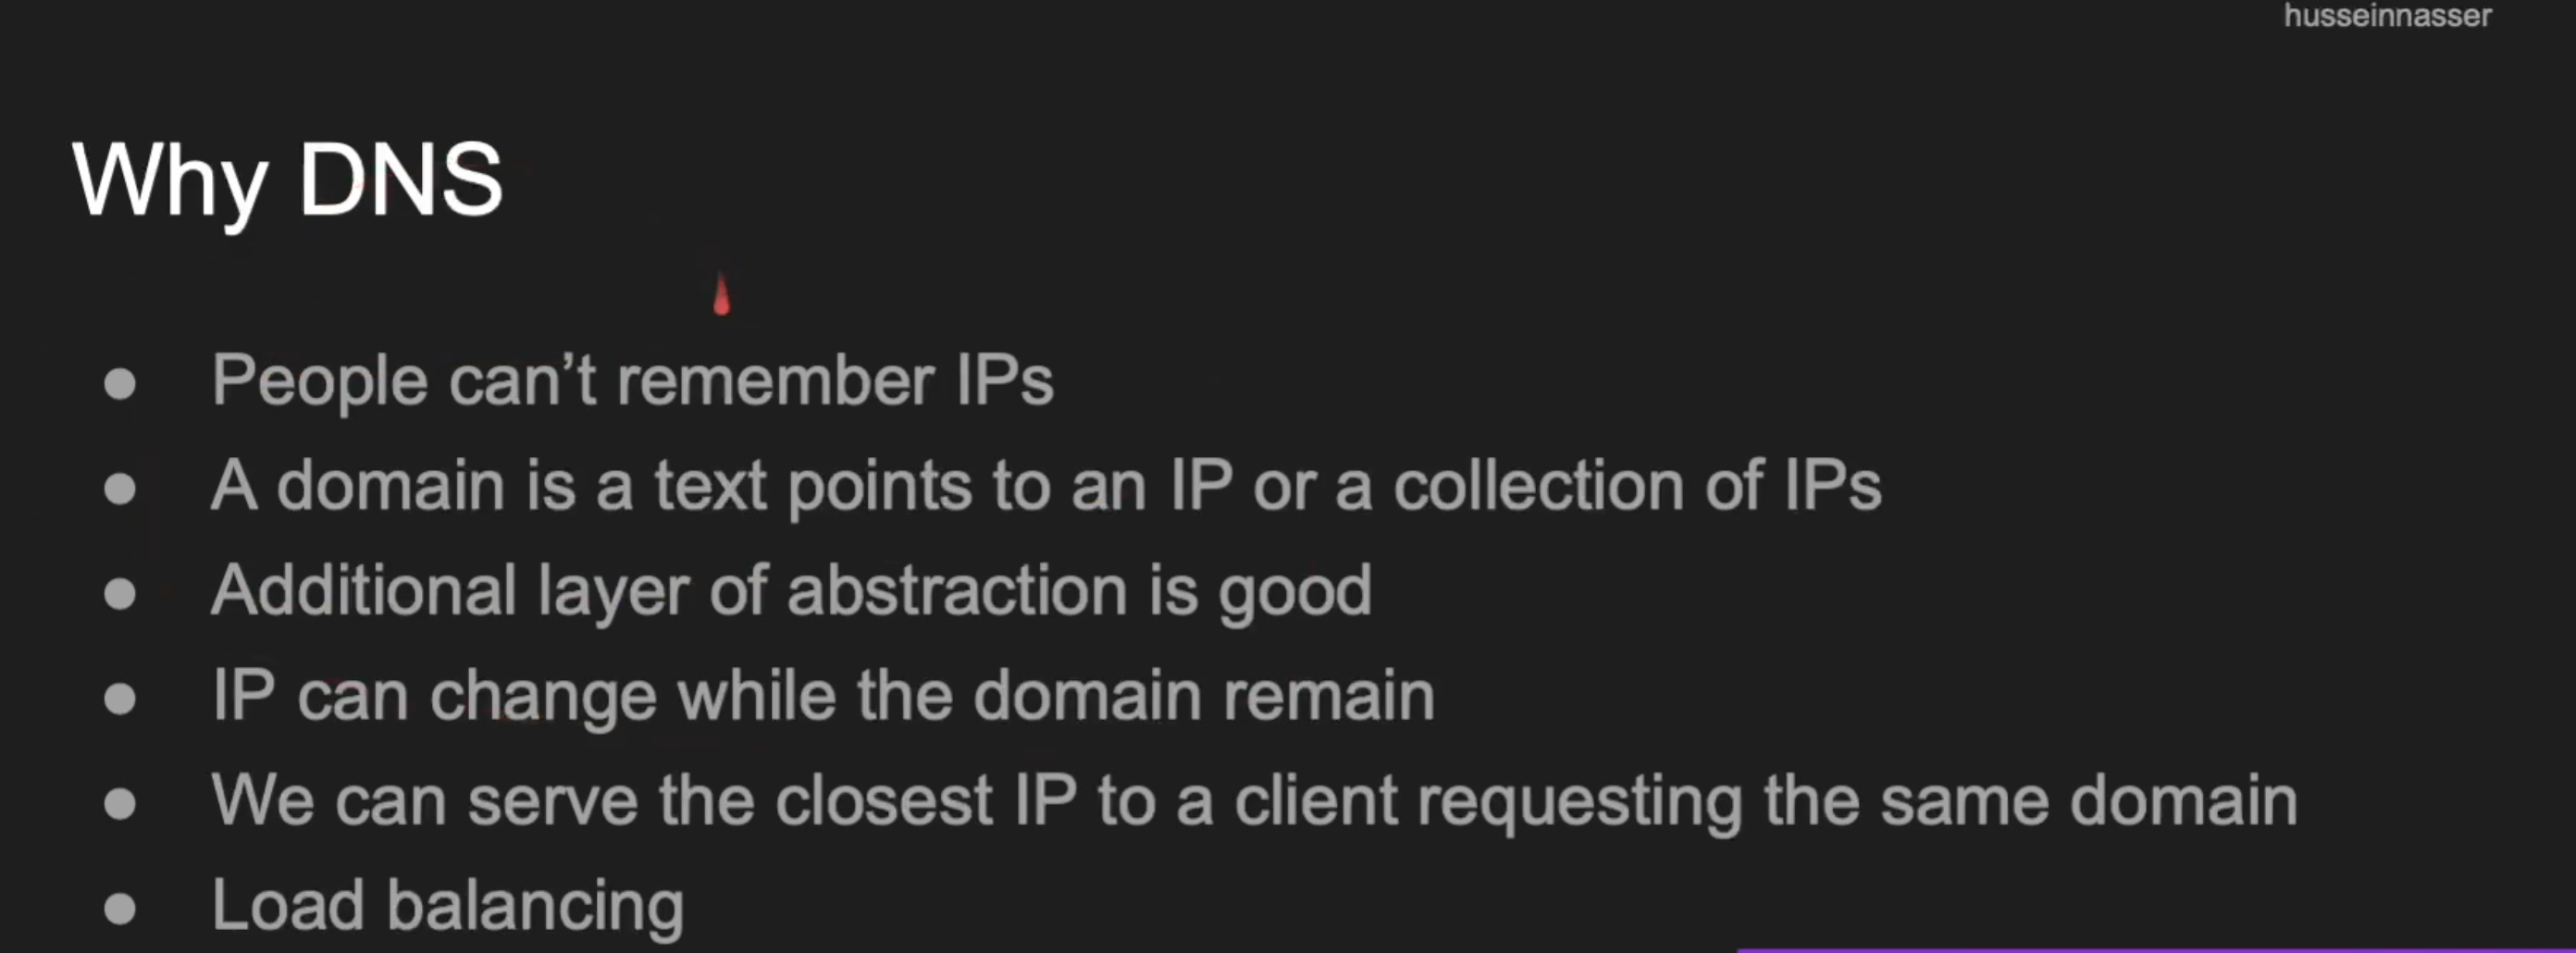 husseinnasser
Why DNS
● People can’t remember IPs
● A domain is a text points to an IP or a collection of IPs
● Additional layer of abstraction is good
● IP can change while the domain remain
● We can serve the closest IP to a client requesting the same domain
● Load balancing